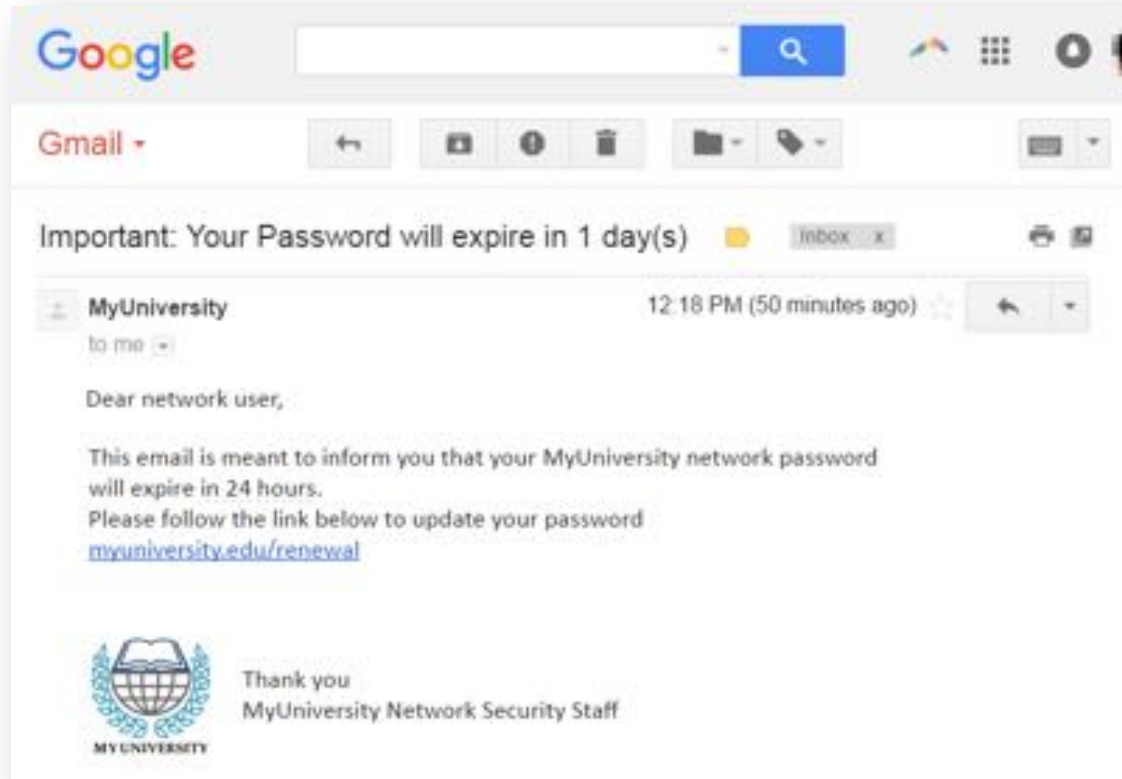 Google
Gmail
Important: Your Password will expire in 1 day(s)
Inbox x
MyUniversity
12:18 PM (50 minutes ago)
to me
Dear network user,
This email is meant to inform you that your MyUniversity network password
will expire in 24 hours.
Please follow the link below to update your password
myuniversity.edu/renewal
Thank you
MyUniversity Network Security Staff
MY UNIVERSITY